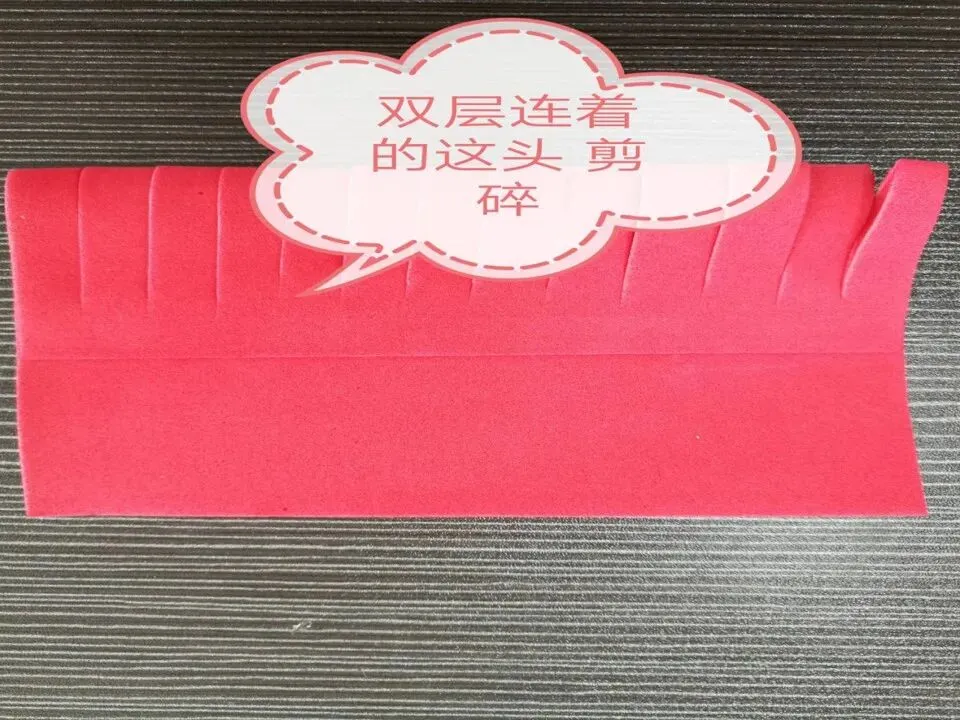 双层连着
的这头 剪
碎